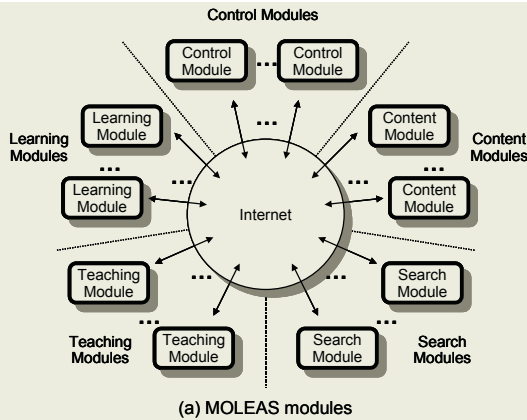 Control Modules
Control
Module
...
Control
Module
...
Learning
Modules
...
Learning
Module
Learning
Module
...
Content
Module
Content
Modules
...
Content
Module
...
Internet
Teaching
Module
...
Teaching
Modules
Teaching
Module
...
Search
Module
...
Search
Module
...
Search
Modules
(a) MOLEAS modules